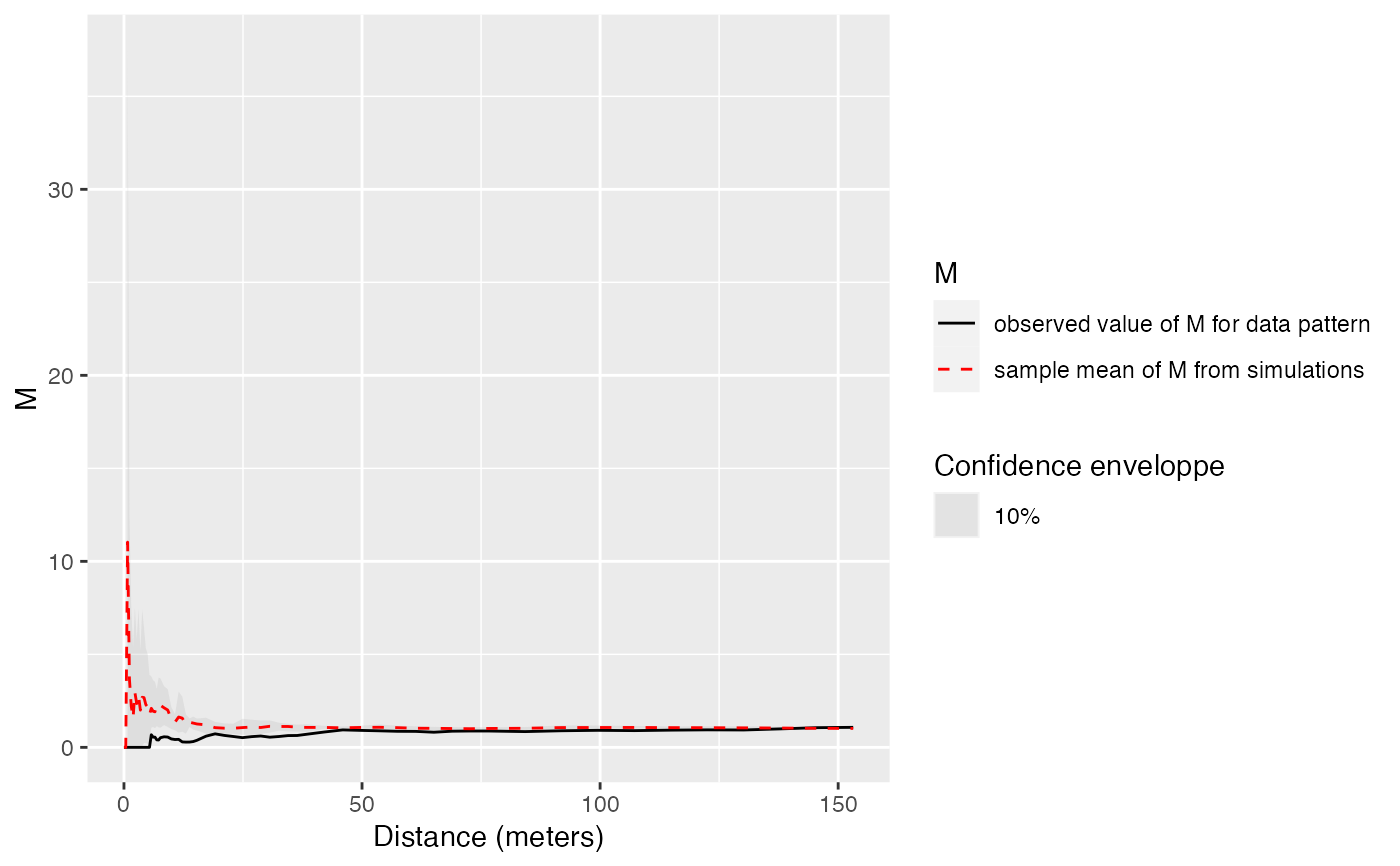 30
20
10
0
M
0
50
100
150
Distance (meters)
M
observed value of M for data pattern
sample mean of M from simulations
Confidence enveloppe
10%